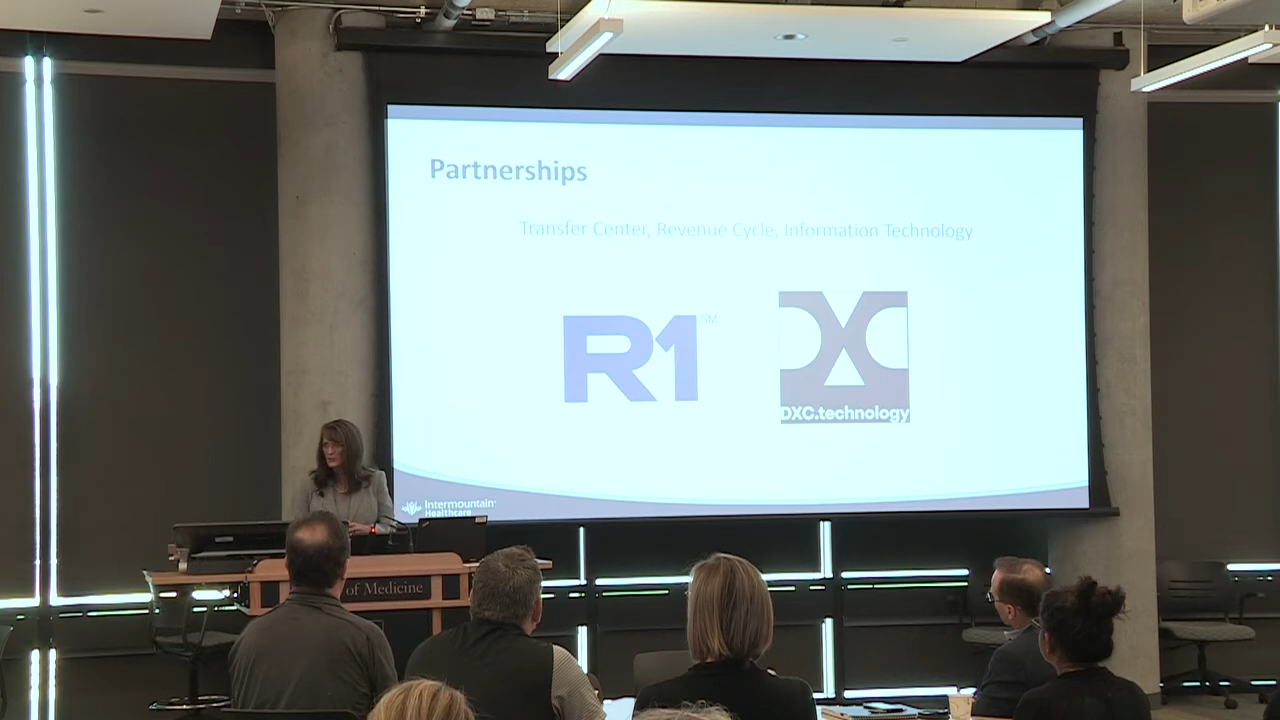 Partnerships
Transfer Center, Revenue Cycle, Information Technology
R1 SM
DXC.technology
Intermountain
Healthcare
of Medicine